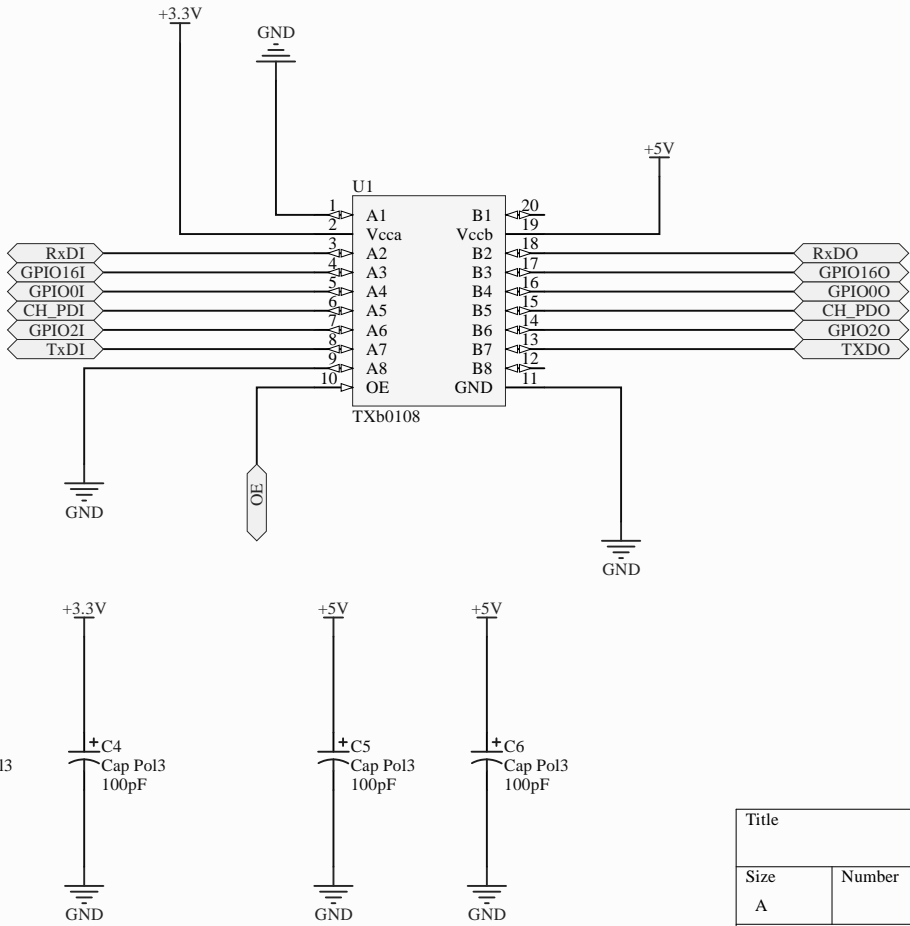 +3.3V
GND
+5V
U1
1 A1 B1 20
2 Vcca Vccb 19
RxDI 3 A2 B2 18 RxDO
GPIO16I 4 A3 B3 17 GPIO16O
GPIO0I 5 A4 B4 16 GPIO0O
CH_PDI 6 A5 B5 15 CH_PDO
GPIO2I 7 A6 B6 14 GPIO2O
TxDI 8 A7 B7 13 TXDO
9 A8 B8 12
10 OE GND 11
TXb0108
OE
GND
GND
+3.3V +5V +5V
+ C4 + C5 + C6
l3 Cap Pol3 Cap Pol3 Cap Pol3
100pF 100pF 100pF
GND GND GND
Title
Size Number
A